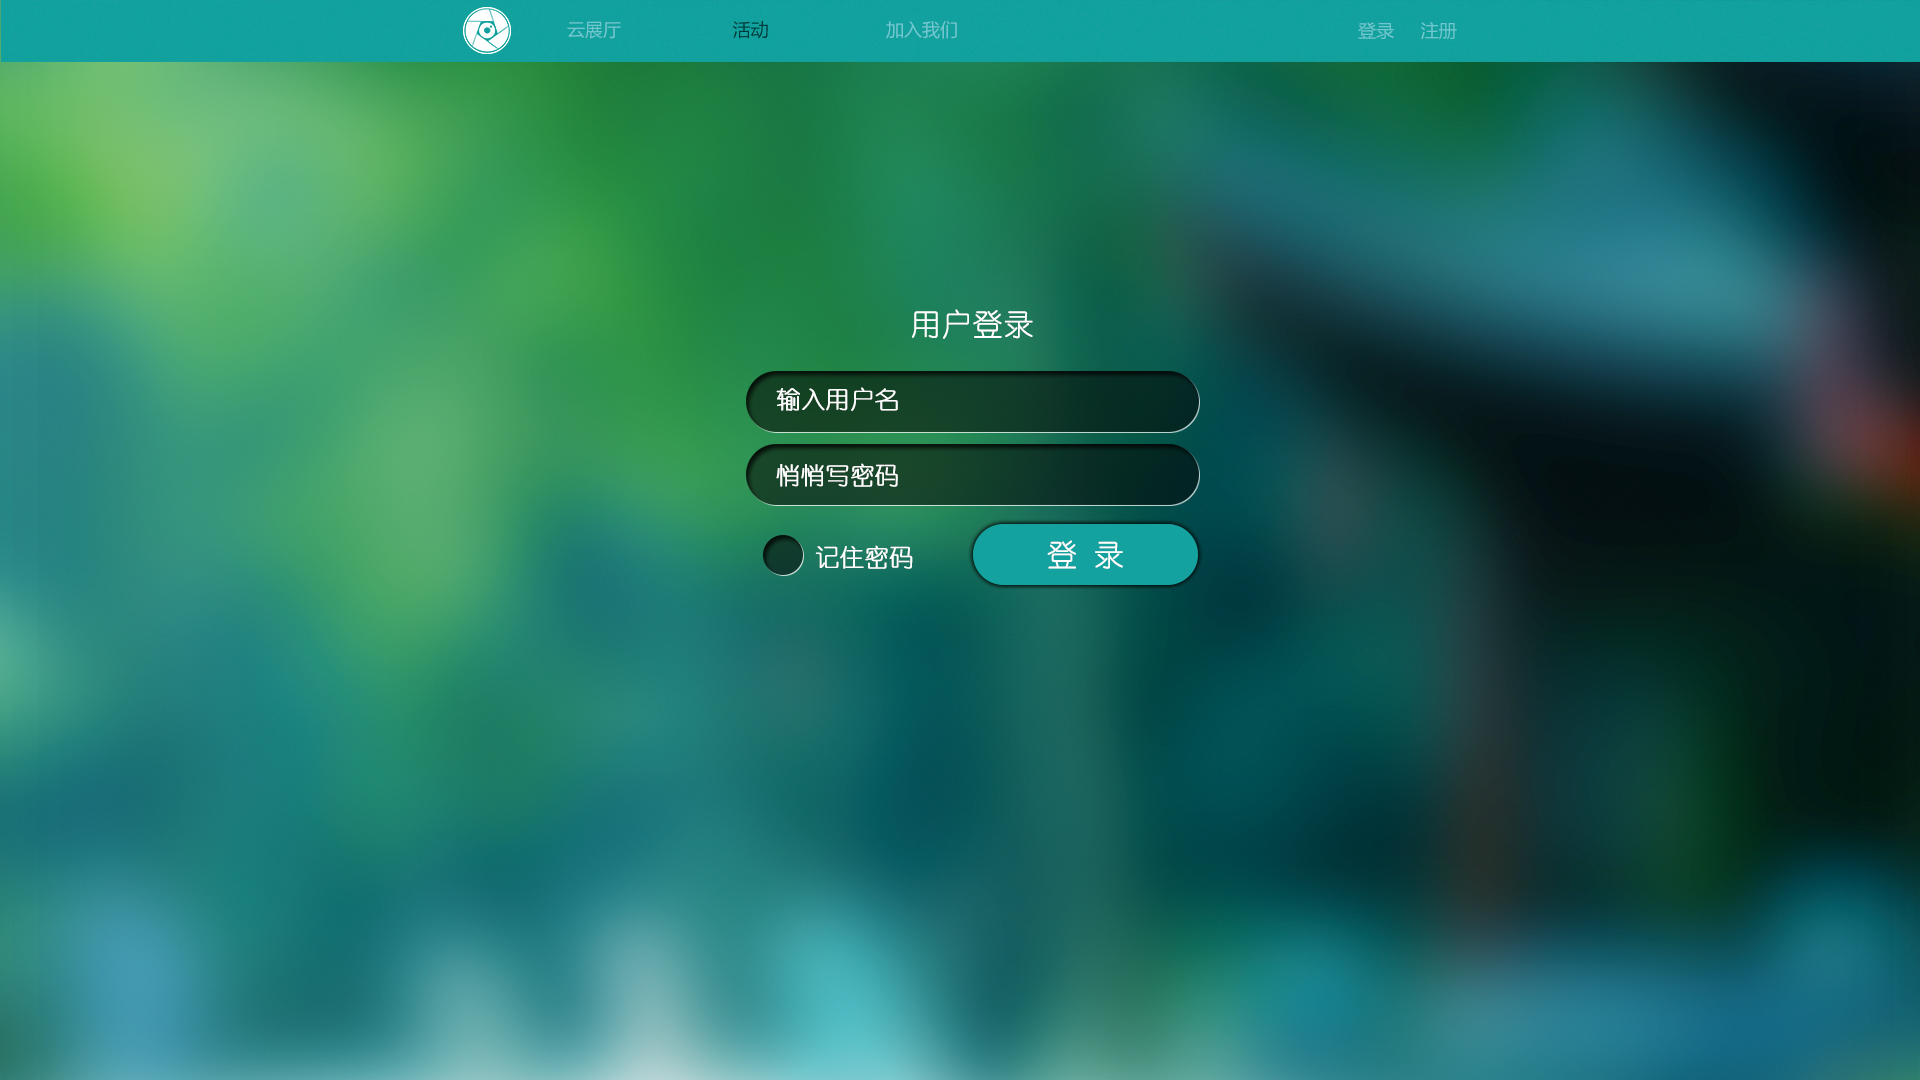 云展厅 活动 加入我们 登录 注册
用户登录
输入用户名
悄悄写密码
记住密码 登 录